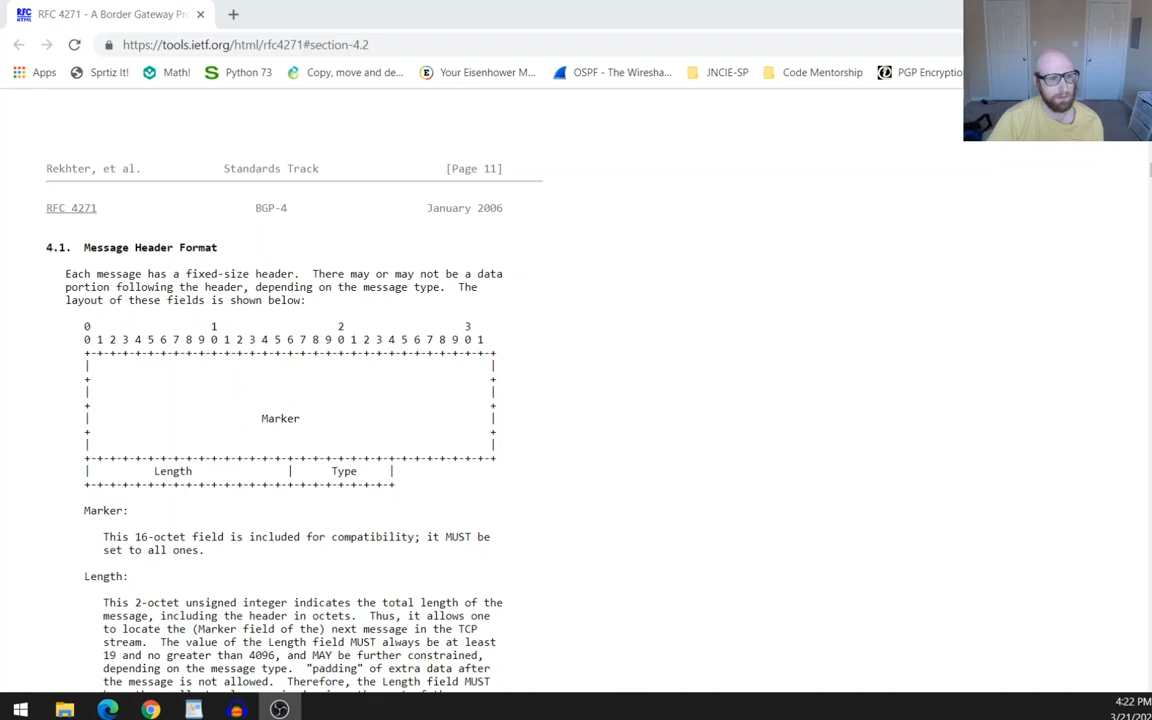 RFC 4271 - A Border Gateway Pr
https://tools.ietf.org/html/rfc4271#section-4.2
Apps
Sprtiz It!
Math!
Python 73
Copy, move and de...
Your Eisenhower M...
OSPF - The Wiresha...
JNCIE-SP
Code Mentorship
PGP Encryptio
Rekhter, et al. Standards Track [Page 11]
RFC 4271 BGP-4 January 2006
4.1. Message Header Format
Each message has a fixed-size header. There may or may not be a data
portion following the header, depending on the message type. The
layout of these fields is shown below:
0 1 2 3
0 1 2 3 4 5 6 7 8 9 0 1 2 3 4 5 6 7 8 9 0 1 2 3 4 5 6 7 8 9 0 1
+-+-+-+-+-+-+-+-+-+-+-+-+-+-+-+-+-+-+-+-+-+-+-+-+-+-+-+-+-+-+-+-+
| |
+ +
| |
+ +
| Marker |
+ +
| |
+-+-+-+-+-+-+-+-+-+-+-+-+-+-+-+-+-+-+-+-+-+-+-+-+-+-+-+-+-+-+-+-+
| Length | Type |
+-+-+-+-+-+-+-+-+-+-+-+-+-+-+-+-+-+-+-+-+-+-+-+-+
Marker:
This 16-octet field is included for compatibility; it MUST be
set to all ones.
Length:
This 2-octet unsigned integer indicates the total length of the
message, including the header in octets. Thus, it allows one
to locate the (Marker field of the) next message in the TCP
stream. The value of the Length field MUST always be at least
19 and no greater than 4096, and MAY be further constrained,
depending on the message type. "padding" of extra data after
the message is not allowed. Therefore, the Length field MUST
4:22 PM
3/21/202